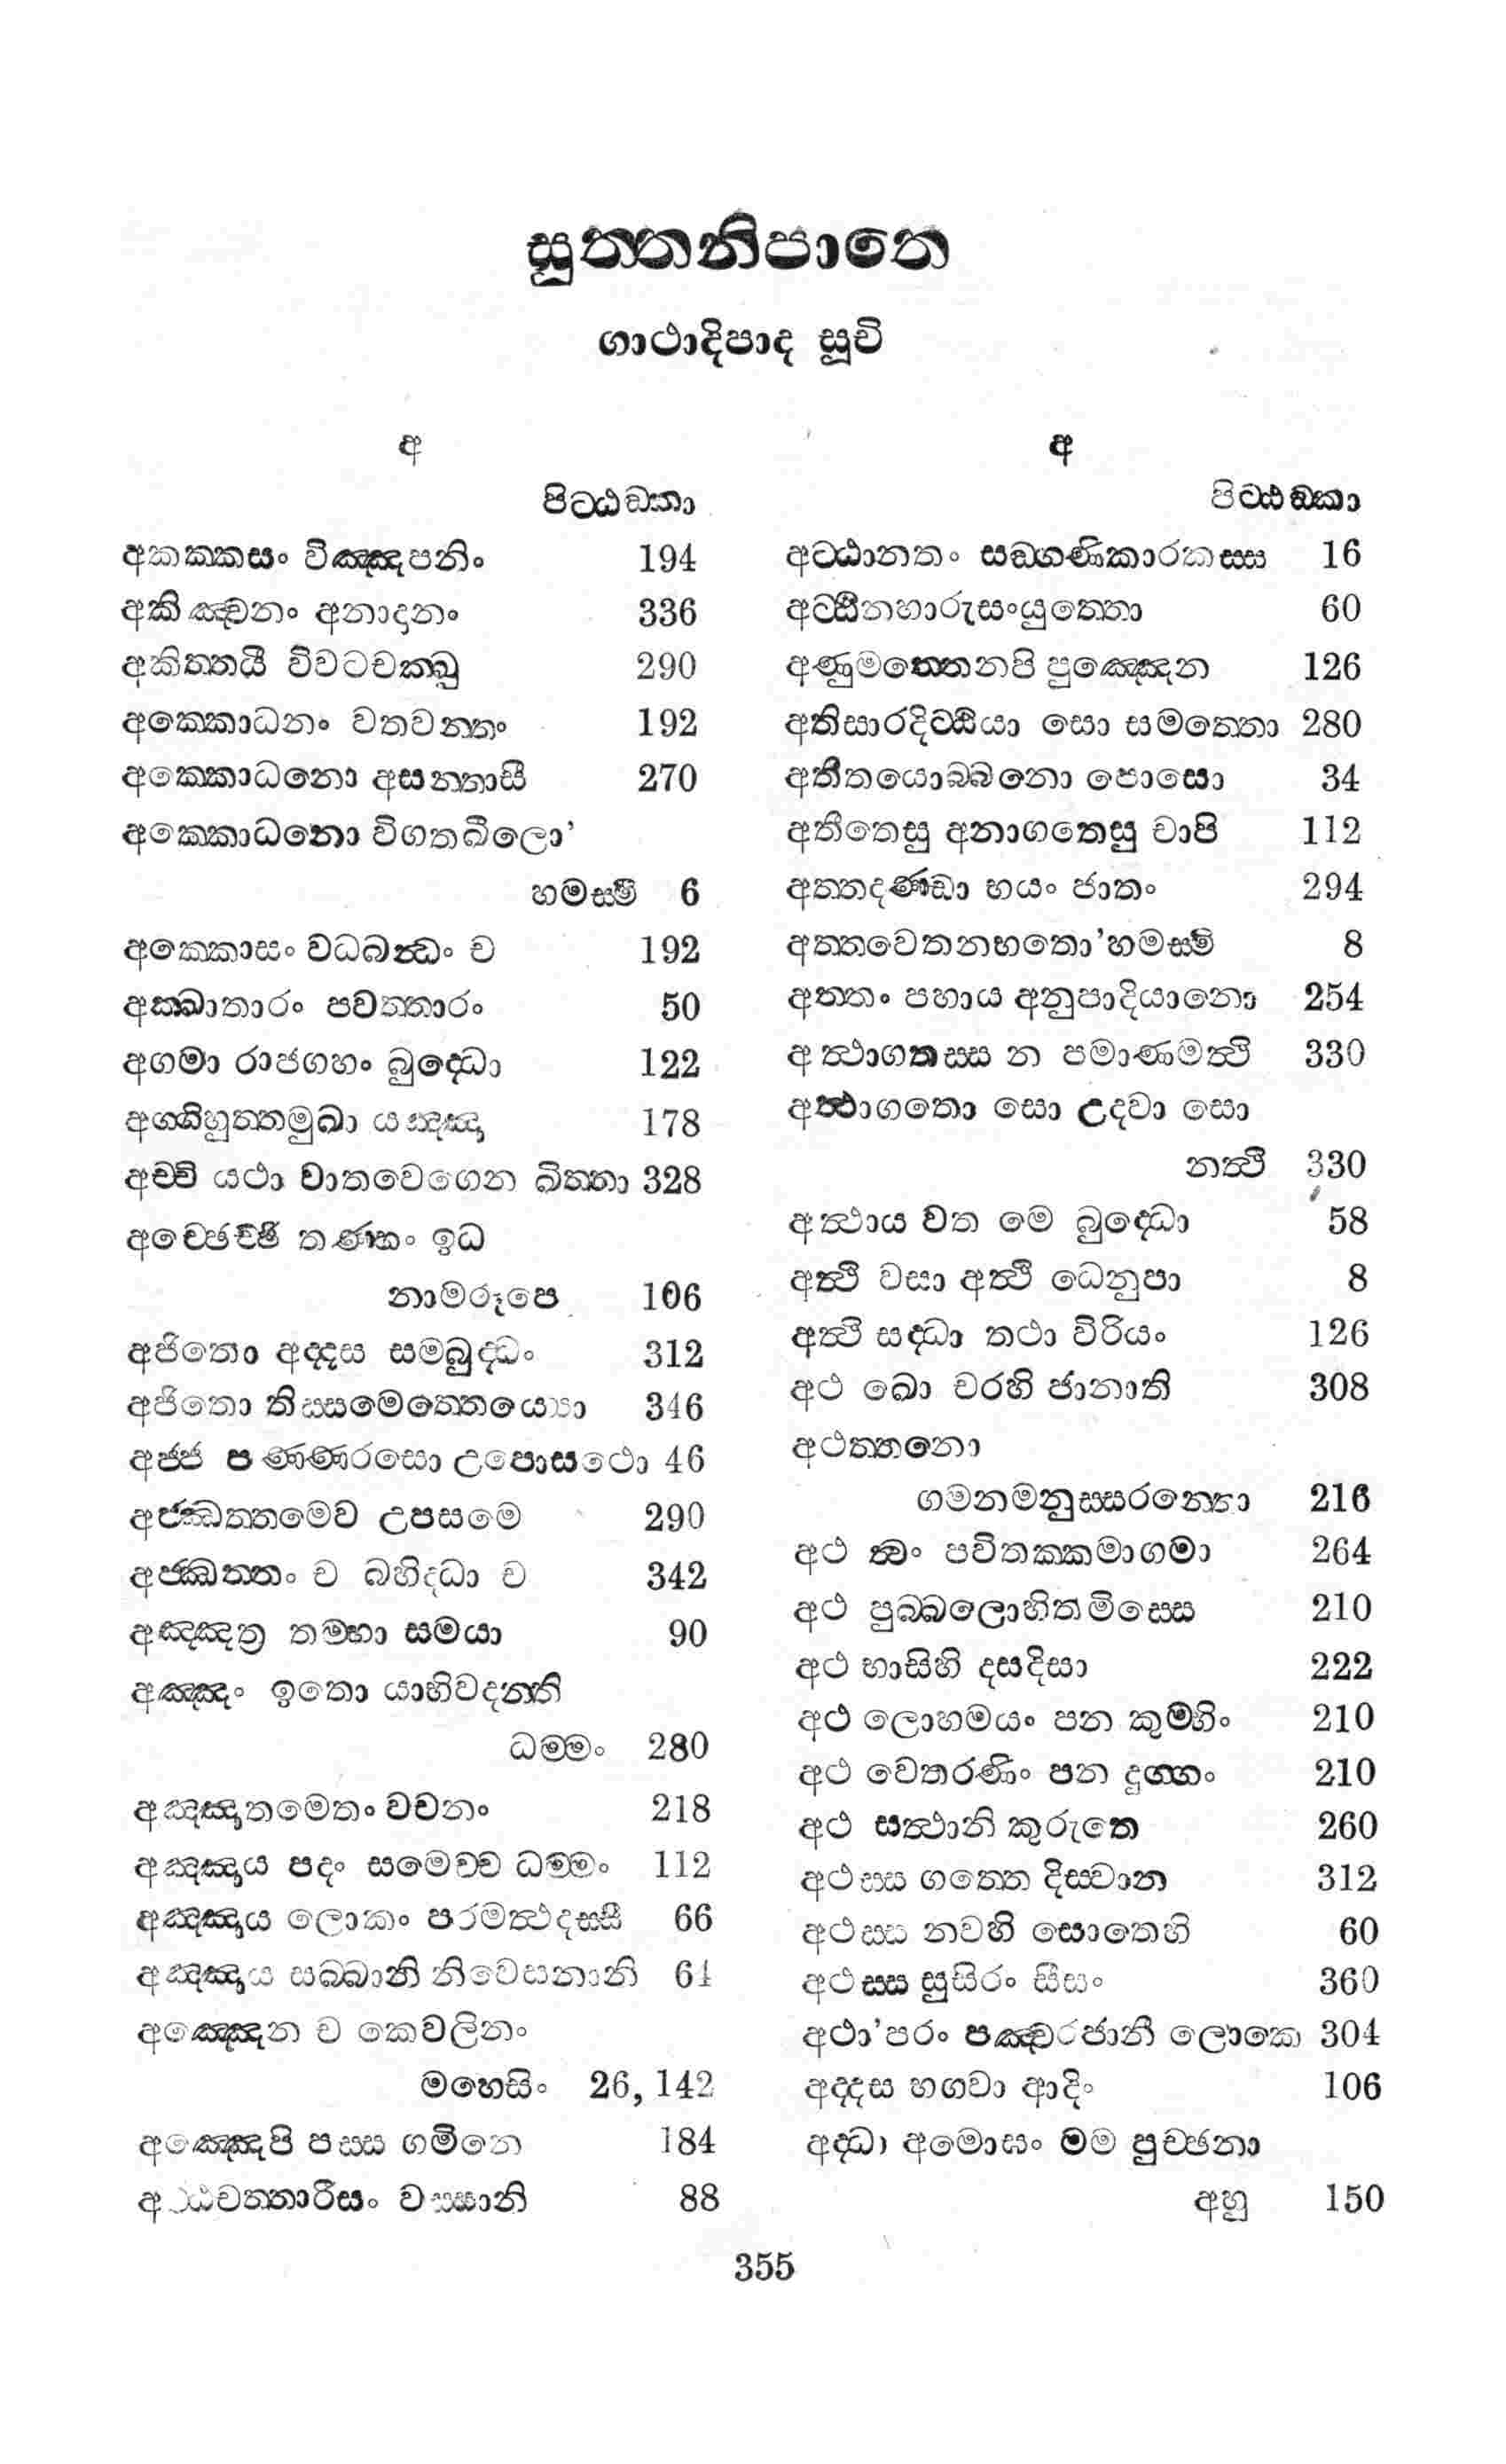 සුත්තනිපාතෙ
ගාථාදිපාද සූචි
අ
පිට්ඨඞ්කා
අකක්කසං විඤ්ඤපනිං 194
අකිඤ්චනං අනාදානං 336
අකිත්තයී විවටචක්ඛු 290
අක්කොධනං වතවන්තං 192
අක්කොධනො අසන්තාසී 270
අක්කොධනො විගතඛීලො’
හමස්මි 6
අක්කොසං වධබන්ධං ච 192
අක්ඛාතාරං පවත්තාරං 50
අගමා රාජගහං බුද්ධො 122
අග්ගිහුත්තමුඛා යඤ්ඤා 178
අච්චි යථා වාතවෙගෙන ඛිත්තා 328
අච්ඡෙච්ඡි තණ්හං ඉධ
නාමරූපෙ 106
අජිතො අද්දස සම්බුද්ධං 312
අජිතො තිස්සමෙත්තෙය්‍යො 346
අජ්ජ පණ්ණරසො උපොසථො 46
අජ්ඣත්තමෙව උපසමෙ 290
අජ්ඣත්තං ච බහිද්ධා ච 342
අඤ්ඤත්‍ර තම්හා සමයා 90
අඤ්ඤං ඉතො යාභිවදන්ති
ධම්මං 280
අඤ්ඤාතමෙතං වචනං 218
අඤ්ඤාය පදං සමෙච්ච ධම්මං 112
අඤ්ඤාය ලොකං පරමත්ථදස්සී 66
අඤ්ඤාය සබ්බානි නිවෙසනානි 64
අඤ්ඤෙන ච කෙවලිනං
මහෙසිං 26, 142
අඤ්ඤෙපි පස්ස ගමිනෙ 184
අට්ඨචත්තාරීසං වස්සානි 88
අ
පිට්ඨඞ්කා
අට්ඨානතං සඞ්ගණිකාරතස්ස 16
අට්ඨීනහාරුසංයුත්තො 60
අණුමත්තෙනපි පුඤ්ඤෙන 126
අතිසාරදිට්ඨියා සො සමත්තො 280
අතීතයොබ්බනො පොසො 34
අතීතෙසු අනාගතෙසු චාපි 112
අත්තදණ්ඩා භයං ජාතං 294
අත්තවෙතනභතො’හමස්මි 8
අත්තං පහාය අනුපාදියානො 254
අත්ථාගතස්ස න පමාණමත්ථි 330
අත්ථාගතො සො උදවා සො
නත්ථි 330
අත්ථාය වත මෙ බුද්ධො 58
අත්ථි වසා අත්ථි ධෙනුපා 8
අත්ථි සද්ධා තථා විරියං 126
අථ ඛො චරහි ජානාති 308
අථත්තනො
ගමනමනුස්සරන්තො 216
අථ ත්වං පවිතක්කමාගමා 264
අථ පුබ්බලොහිතමිස්සෙ 210
අථ භාසිහි දසදිසා 222
අථ ලොහමයං පන කුම්භිං 210
අථ වෙතරණිං පන දුග්ගං 210
අථ සත්ථානි කුරුතෙ 260
අථස්ස ගත්තෙ දිස්වාන 312
අථස්ස නවහි සොතෙහි 60
අථස්ස සුසිරං සීසං 360
අථා’පරං පඤ්චරජානී ලොකෙ 304
අද්දස භගවා ආදිං 106
අද්ධා අමොඝං මම පුච්ඡනා
අහු 150
355